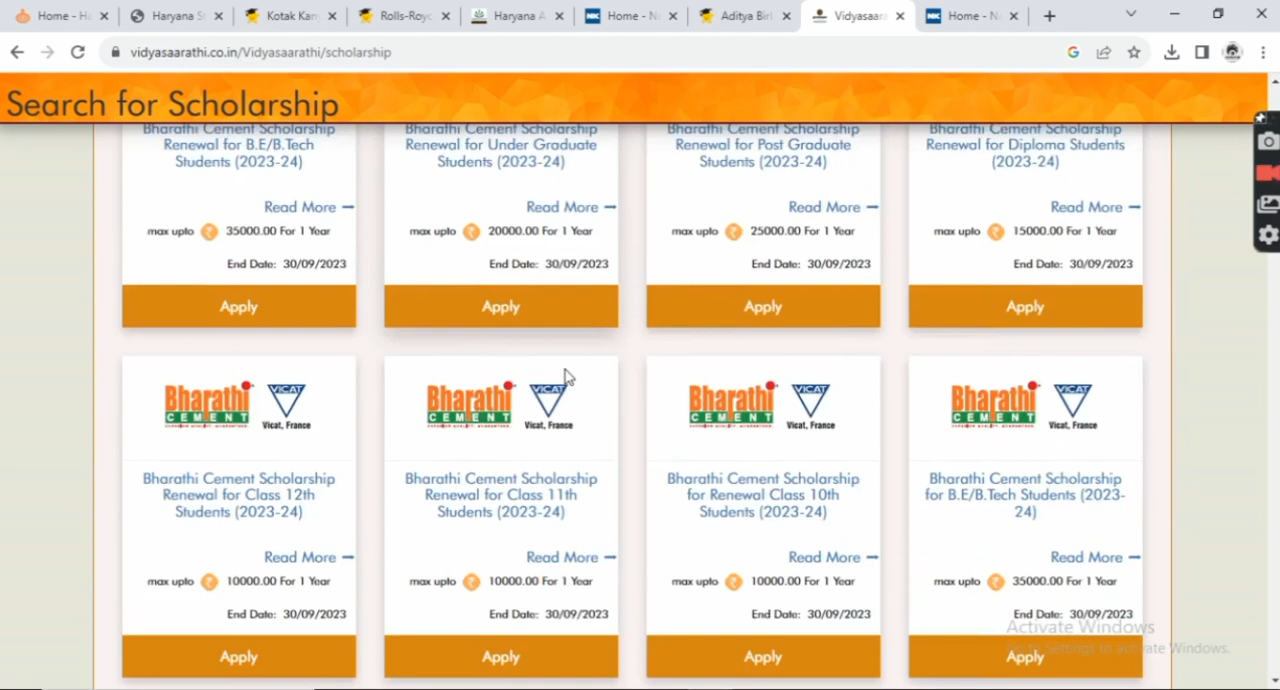 Home - Ha
Haryana S
Kotak Kan
Rolls-Royc
Haryana A
Home - N
Aditya Birl
Vidyasaara
Home - N
vidyasaarathi.co.in/Vidyasaarathi/scholarship
Search for Scholarship
Bharathi Cement Scholarship
Renewal for B.E/B.Tech
Students (2023-24)
Read More
max upto ₹ 35000.00 For 1 Year
End Date: 30/09/2023
Apply
Bharathi Cement Scholarship
Renewal for Under Graduate
Students (2023-24)
Read More
max upto ₹ 20000.00 For 1 Year
End Date: 30/09/2023
Apply
Bharathi Cement Scholarship
Renewal for Post Graduate
Students (2023-24)
Read More
max upto ₹ 25000.00 For 1 Year
End Date: 30/09/2023
Apply
Bharathi Cement Scholarship
Renewal for Diploma Students
(2023-24)
Read More
max upto ₹ 15000.00 For 1 Year
End Date: 30/09/2023
Apply
Bharathi
CEMENT
VICAT
Vicat, France
Bharathi Cement Scholarship
Renewal for Class 12th
Students (2023-24)
Read More
max upto ₹ 10000.00 For 1 Year
End Date: 30/09/2023
Apply
Bharathi
CEMENT
VICAT
Vicat, France
Bharathi Cement Scholarship
Renewal for Class 11th
Students (2023-24)
Read More
max upto ₹ 10000.00 For 1 Year
End Date: 30/09/2023
Apply
Bharathi
CEMENT
VICAT
Vicat, France
Bharathi Cement Scholarship
for Renewal Class 10th
Students (2023-24)
Read More
max upto ₹ 10000.00 For 1 Year
End Date: 30/09/2023
Apply
Bharathi
CEMENT
VICAT
Vicat, France
Bharathi Cement Scholarship
for B.E/B.Tech Students (2023-
24)
Read More
max upto ₹ 35000.00 For 1 Year
End Date: 30/09/2023
Apply
Activate Windows
Go to Settings to activate Windows.